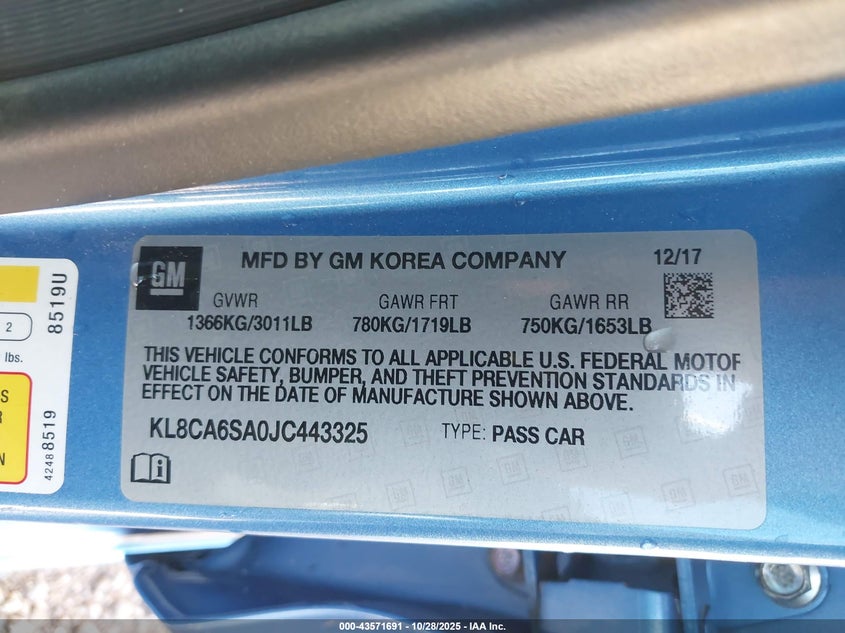 GM
MFD BY GM KOREA COMPANY
12/17
GVWR GAWR FRT GAWR RR
1366KG/3011LB 780KG/1719LB 750KG/1653LB
THIS VEHICLE CONFORMS TO ALL APPLICABLE U.S. FEDERAL MOTOR
VEHICLE SAFETY, BUMPER, AND THEFT PREVENTION STANDARDS IN
EFFECT ON THE DATE OF MANUFACTURE SHOWN ABOVE.
KL8CA6SA0JC443325 TYPE: PASS CAR
8519U
2
lbs.
S
R
N
42488519
000-43571691 - 10/28/2025 - IAA Inc.